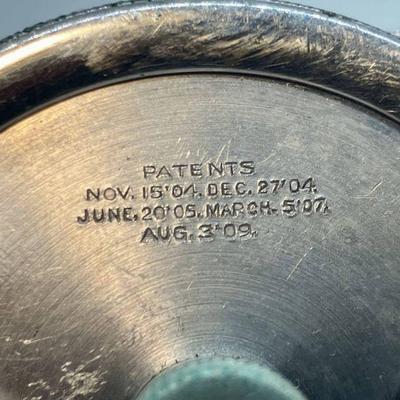 PATENTS
NOV. 15'04. DEC. 27'04.
JUNE. 20'05. MARCH. 5'07.
AUG. 3'09.